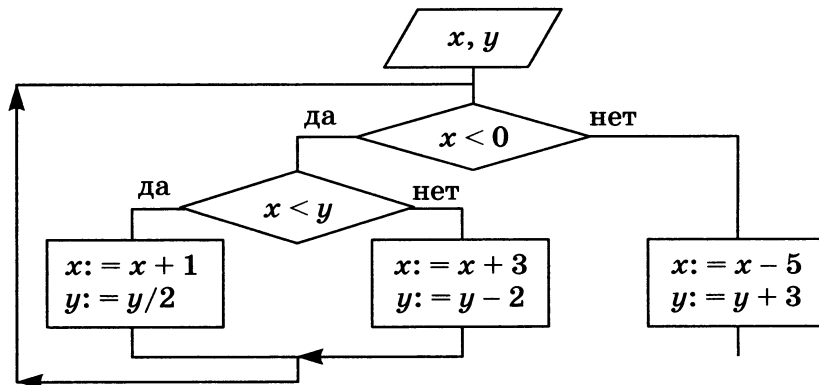 x, y
да
x < 0
нет
да
x < y
нет
x: = x + 1
y: = y/2
x: = x + 3
y: = y – 2
x: = x – 5
y: = y + 3